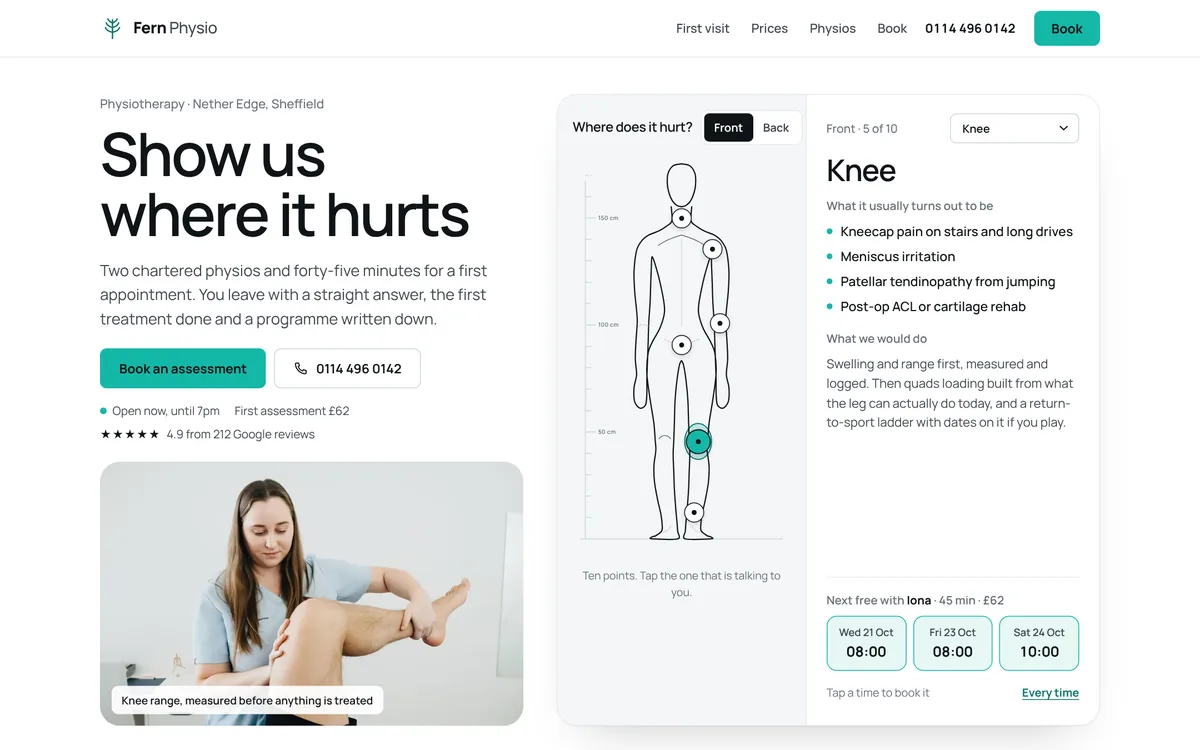 Fern Physio
First visit
Prices
Physios
Book
0114 496 0142
Book
Physiotherapy · Nether Edge, Sheffield
Show us
where it hurts
Two chartered physios and forty-five minutes for a first
appointment. You leave with a straight answer, the first
treatment done and a programme written down.
Book an assessment
0114 496 0142
Open now, until 7pm
First assessment £62
★★★★★ 4.9 from 212 Google reviews
Knee range, measured before anything is treated
Where does it hurt?
Front
Back
150 cm
100 cm
50 cm
Ten points. Tap the one that is talking to
you.
Front · 5 of 10
Knee
Knee
What it usually turns out to be
Kneecap pain on stairs and long drives
Meniscus irritation
Patellar tendinopathy from jumping
Post-op ACL or cartilage rehab
What we would do
Swelling and range first, measured and
logged. Then quads loading built from what
the leg can actually do today, and a return-
to-sport ladder with dates on it if you play.
Next free with Iona · 45 min · £62
Wed 21 Oct
08:00
Fri 23 Oct
08:00
Sat 24 Oct
10:00
Tap a time to book it
Every time